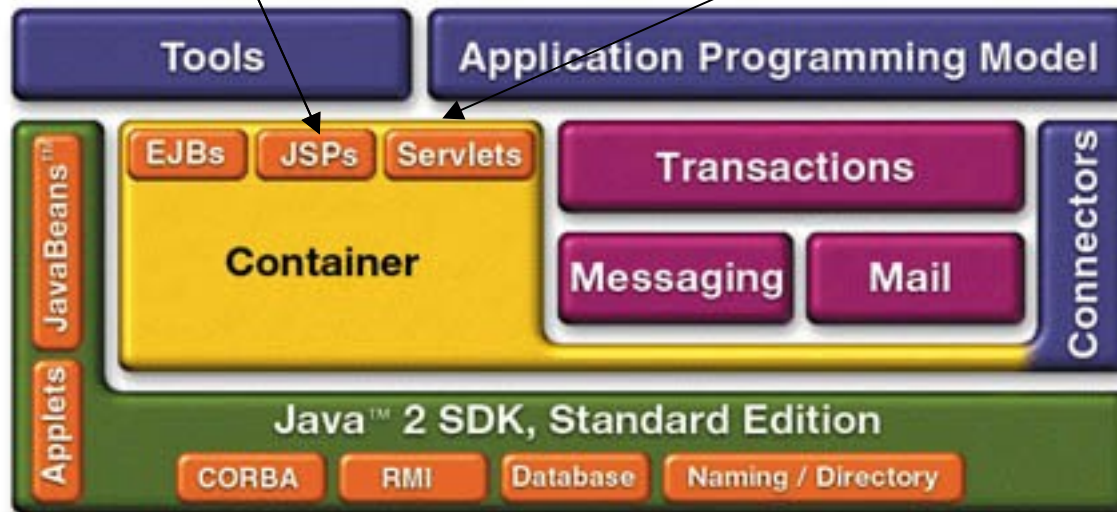 Tools
Application Programming Model
JavaBeans™
EJBs
JSPs
Servlets
Transactions
Connectors
Container
Messaging
Mail
Applets
Java™ 2 SDK, Standard Edition
CORBA
RMI
Database
Naming / Directory